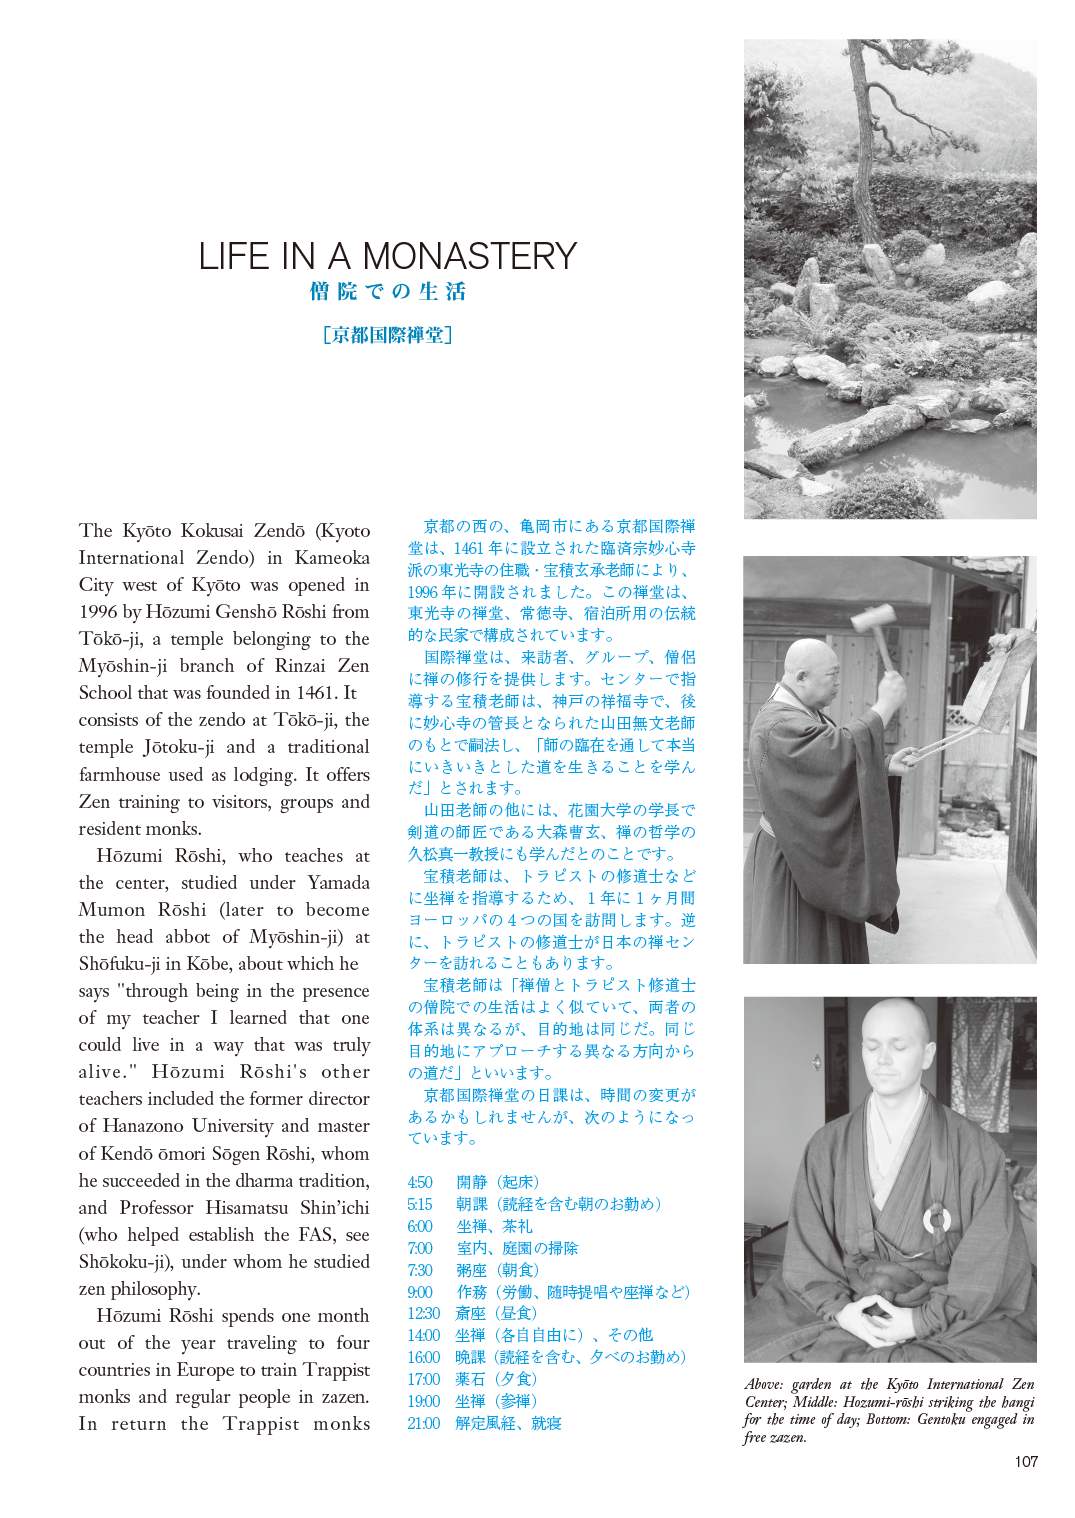 LIFE IN A MONASTERY
僧院での生活
［京都国際禅堂］
The Kyōto Kokusai Zendō (Kyoto
International Zendo) in Kameoka
City west of Kyōto was opened in
1996 by Hōzumi Genshō Rōshi from
Tōkō-ji, a temple belonging to the
Myōshin-ji branch of Rinzai Zen
School that was founded in 1461. It
consists of the zendo at Tōkō-ji, the
temple Jōtoku-ji and a traditional
farmhouse used as lodging. It offers
Zen training to visitors, groups and
resident monks.
Hōzumi Rōshi, who teaches at
the center, studied under Yamada
Mumon Rōshi (later to become
the head abbot of Myōshin-ji) at
Shōfuku-ji in Kōbe, about which he
says "through being in the presence
of my teacher I learned that one
could live in a way that was truly
alive." Hōzumi Rōshi's other
teachers included the former director
of Hanazono University and master
of Kendō ōmori Sōgen Rōshi, whom
he succeeded in the dharma tradition,
and Professor Hisamatsu Shin’ichi
(who helped establish the FAS, see
Shōkoku-ji), under whom he studied
zen philosophy.
Hōzumi Rōshi spends one month
out of the year traveling to four
countries in Europe to train Trappist
monks and regular people in zazen.
In return the Trappist monks
京都の西の、亀岡市にある京都国際禅
堂は、1461 年に設立された臨済宗妙心寺
派の東光寺の住職・宝積玄承老師により、
1996 年に開設されました。この禅堂は、
東光寺の禅堂、常徳寺、宿泊所用の伝統
的な民家で構成されています。
国際禅堂は、来訪者、グループ、僧侶
に禅の修行を提供します。センターで指
導する宝積老師は、神戸の祥福寺で、後
に妙心寺の管長となられた山田無文老師
のもとで嗣法し、「師の臨在を通して本当
にいきいきとした道を生きることを学ん
だ」とされます。
山田老師の他には、花園大学の学長で
剣道の師匠である大森曹玄、禅の哲学の
久松真一教授にも学んだとのことです。
宝積老師は、トラピストの修道士など
に坐禅を指導するため、１年に１ヶ月間
ヨーロッパの４つの国を訪問します。逆
に、トラピストの修道士が日本の禅セン
ターを訪れることもあります。
宝積老師は「禅僧とトラピスト修道士
の僧院での生活はよく似ていて、両者の
体系は異なるが、目的地は同じだ。同じ
目的地にアプローチする異なる方向から
の道だ」といいます。
京都国際禅堂の日課は、時間の変更が
あるかもしれませんが、次のようになっ
ています。
4:50 開静（起床）
5:15 朝課（読経を含む朝のお勤め）
6:00 坐禅、茶礼
7:00 室内、庭園の掃除
7:30 粥座（朝食）
9:00 作務（労働、随時提唱や座禅など）
12:30 斎座（昼食）
14:00 坐禅（各自自由に）、その他
16:00 晩課（読経を含む、夕べのお勤め）
17:00 薬石（夕食）
19:00 坐禅（参禅）
21:00 解定風経、就寝
Above: garden at the Kyōto International Zen
Center; Middle: Hozumi-rōshi striking the hangi
for the time of day; Bottom: Gentoku engaged in
free zazen.
107